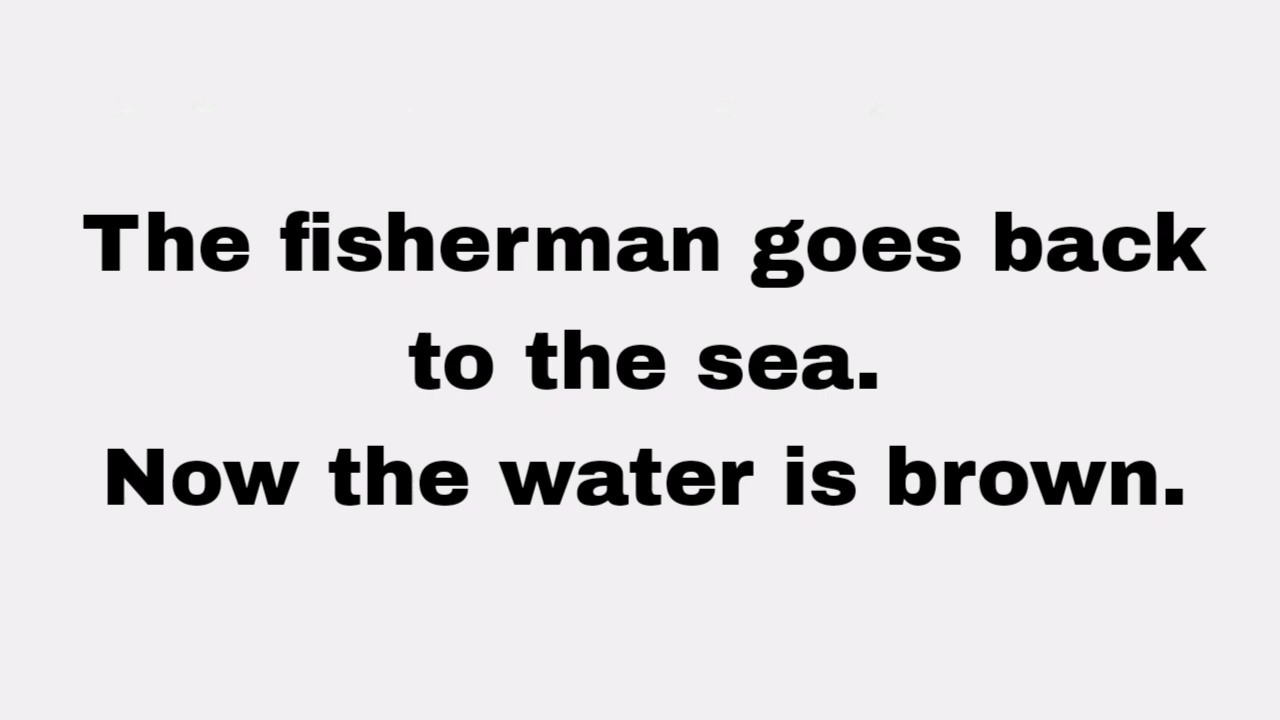 The fisherman goes back
to the sea.
Now the water is brown.